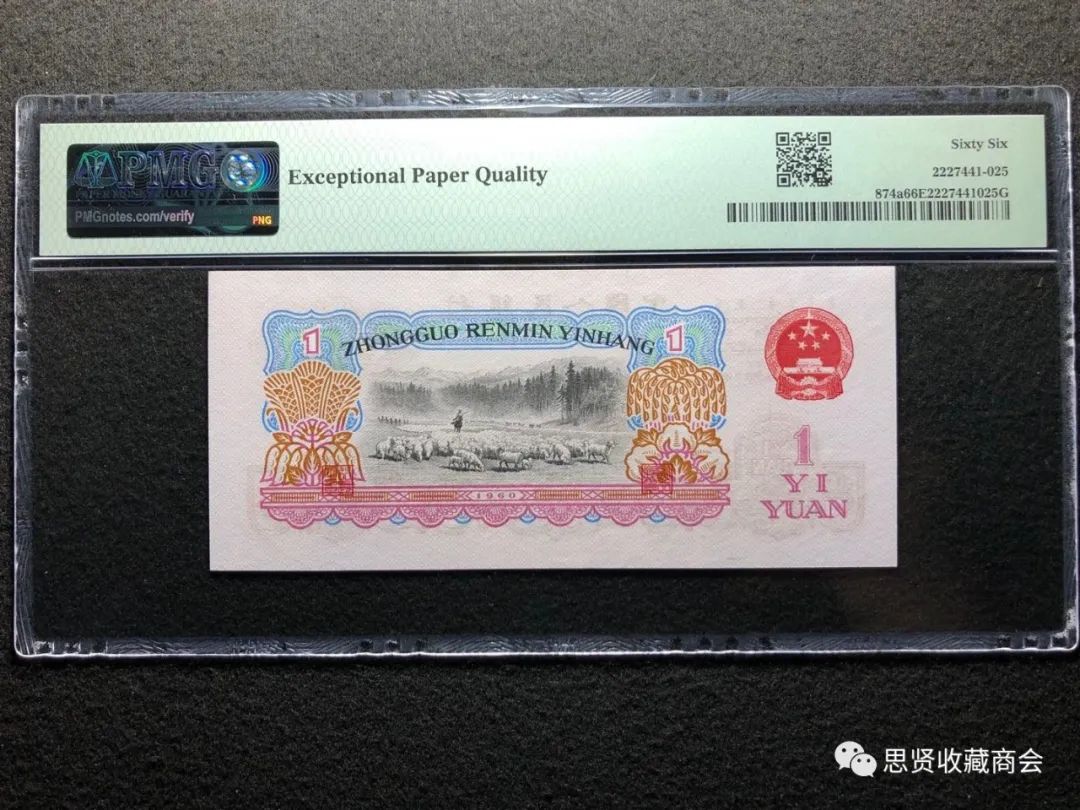 PMG
PMGnotes.com/verify
PNG
Exceptional Paper Quality
Sixty Six
2227441-025
874a66E2227441025G
1
ZHONGGUO RENMIN YINHANG
1
1960
1
YI
YUAN
思贤收藏商会